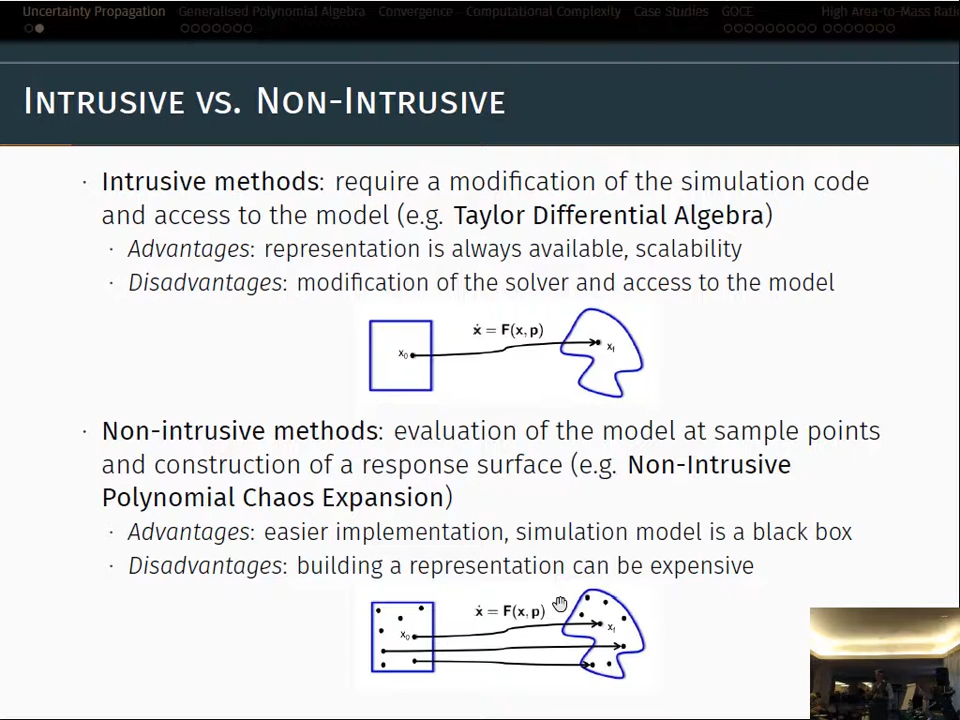 Uncertainty Propagation Generalised Polynomial Algebra Convergence Computational Complexity Case Studies GOCE High Area-to-Mass
INTRUSIVE VS. NON-INTRUSIVE
· Intrusive methods: require a modification of the simulation code
and access to the model (e.g. Taylor Differential Algebra)
· Advantages: representation is always available, scalability
· Disadvantages: modification of the solver and access to the model
ẋ = F(x, p)
x₀
x_f
· Non-intrusive methods: evaluation of the model at sample points
and construction of a response surface (e.g. Non-Intrusive
Polynomial Chaos Expansion)
· Advantages: easier implementation, simulation model is a black box
· Disadvantages: building a representation can be expensive
ẋ = F(x, p)
x₀
x_f